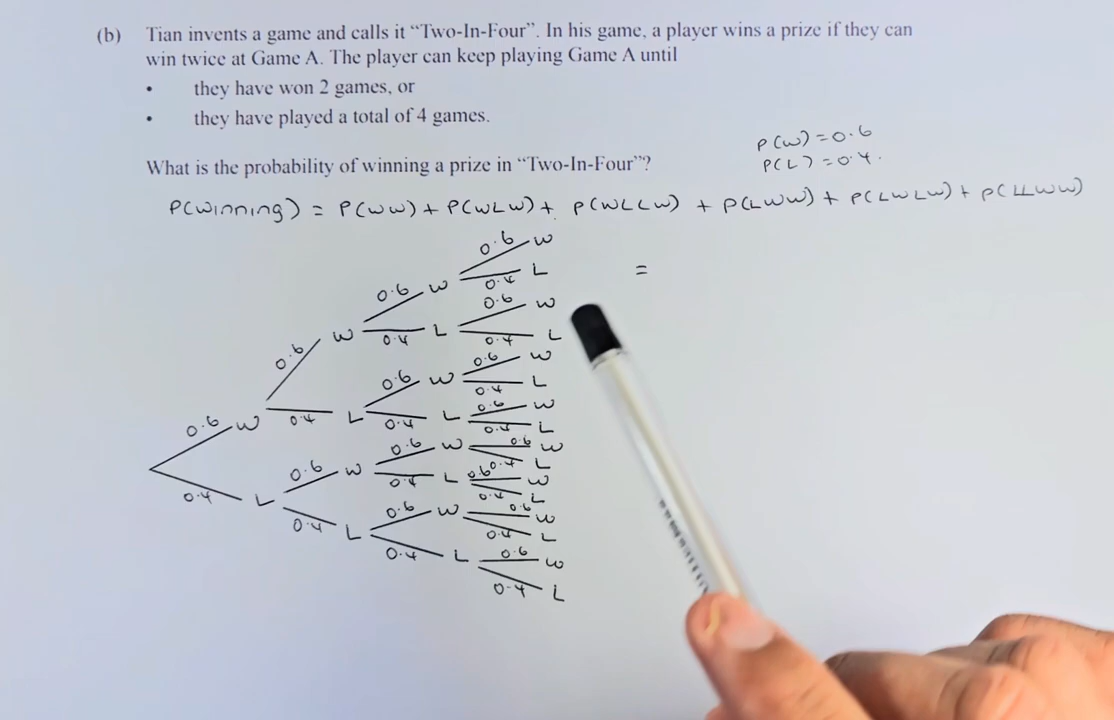 (b) Tian invents a game and calls it “Two-In-Four”. In his game, a player wins a prize if they can
win twice at Game A. The player can keep playing Game A until
• they have won 2 games, or
• they have played a total of 4 games.
P(W) = 0.6
What is the probability of winning a prize in “Two-In-Four”?
P(L) = 0.4.
P(Winning) = P(WW) + P(WLW) + P(WLLW) + P(LWW) + P(LWLW) + P(LLWW)
0.6 W
0.6 W 0.4 L
=
0.6 W
0.6 W 0.4 L 0.4 L
0.6 W
0.6 W 0.4 L
0.6 W 0.4 L 0.4 L 0.6 W
0.4 L
0.6 W 0.6 W
0.4 L
0.4 L 0.6 W 0.4 L 0.6 W
0.4 L
0.6 W 0.6 W
0.4 L 0.4 L
0.4 L 0.6 W
0.4 L